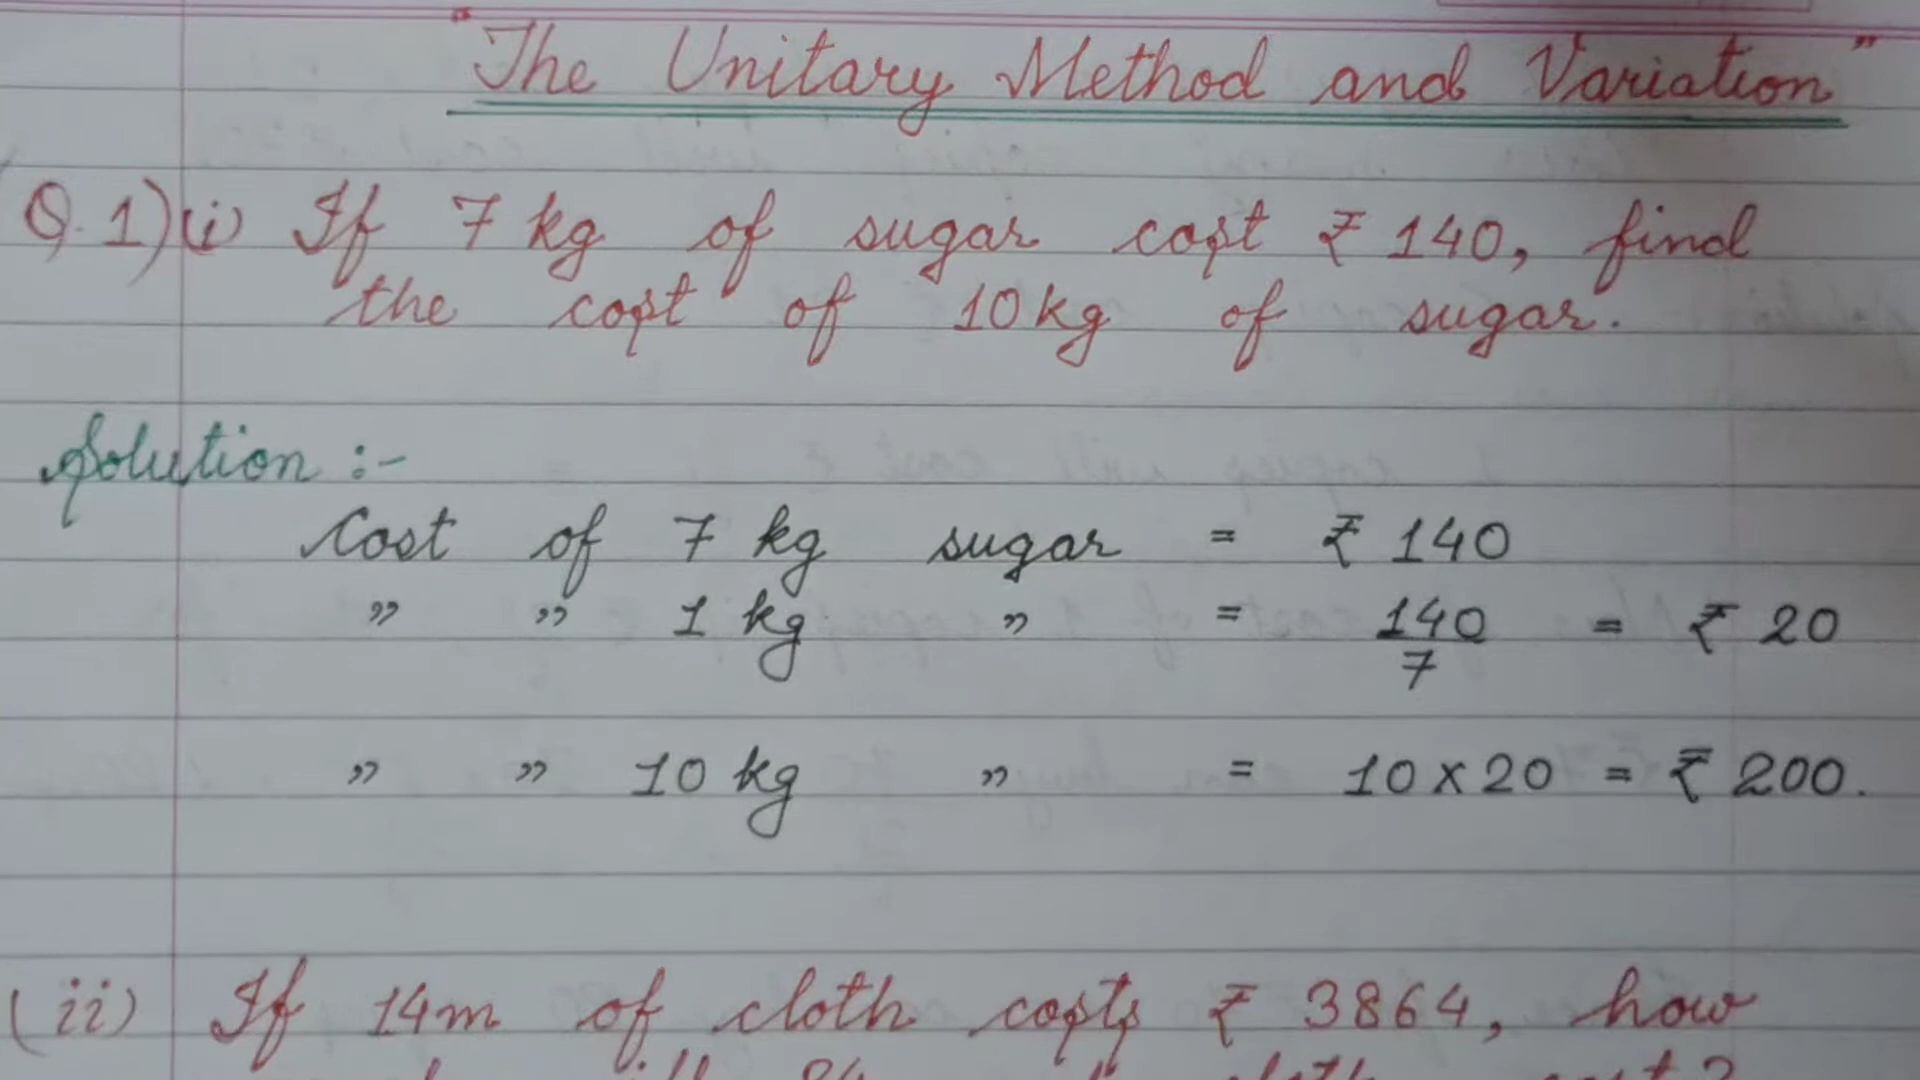 "The Unitary Method and Variation"
Q.1)(i) If 7 kg of sugar cost ₹ 140, find
the cost of 10 kg of sugar.
Solution :-
Cost of 7 kg sugar = ₹ 140
" " 1 kg " = 140/7 = ₹ 20
" " 10 kg " = 10 x 20 = ₹ 200.
(ii) If 14m of cloth costs ₹ 3864, how